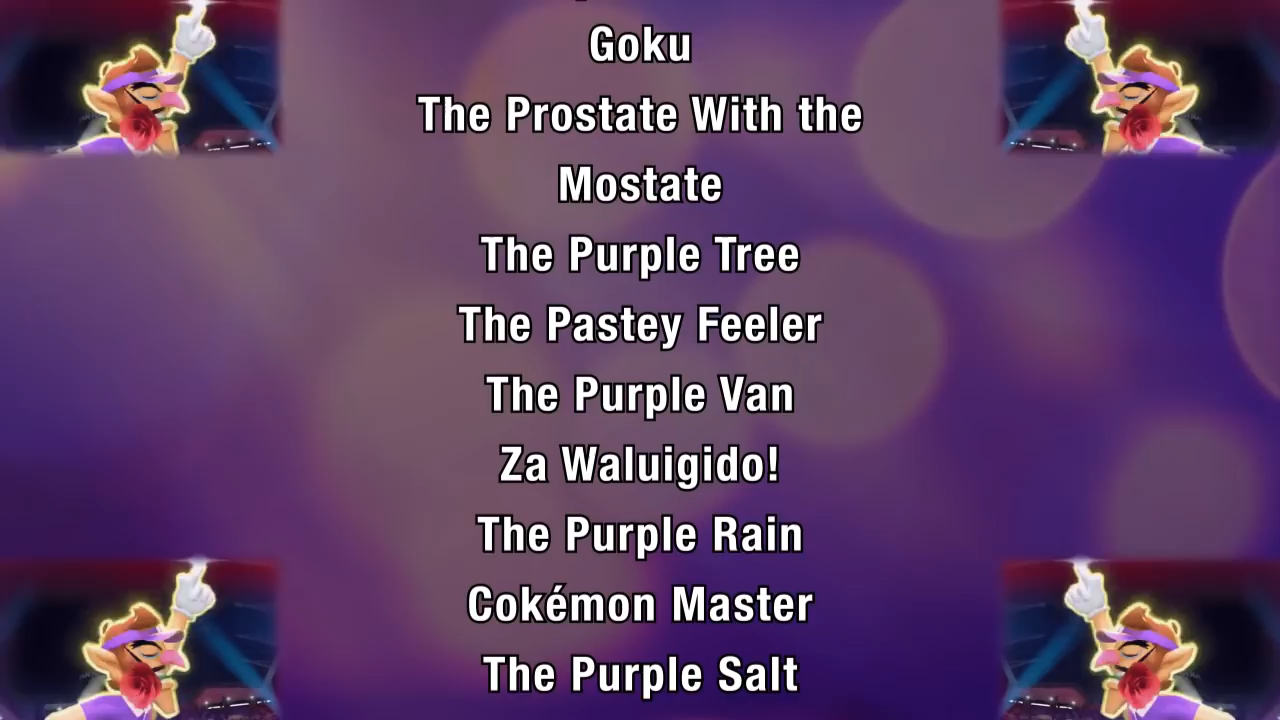 Goku
The Prostate With the
Mostate
The Purple Tree
The Pastey Feeler
The Purple Van
Za Waluigido!
The Purple Rain
Cokémon Master
The Purple Salt